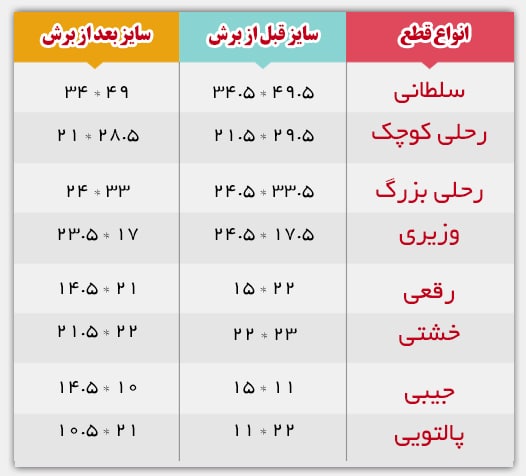 انواع قطع سایز قبل از برش سایز بعد از برش
سلطانی ۳۴.۵ * ۴۹.۵ ۳۴ * ۴۹
رحلی کوچک ۲۱.۵ * ۲۹.۵ ۲۱ * ۲۸.۵
رحلی بزرگ ۲۴.۵ * ۳۳.۵ ۲۴ * ۳۳
وزیری ۲۴.۵ * ۱۷.۵ ۲۳.۵ * ۱۷
رقعی ۱۵ * ۲۲ ۱۴.۵ * ۲۱
خشتی ۲۲ * ۲۳ ۲۱.۵ * ۲۲
جیبی ۱۵ * ۱۱ ۱۴.۵ * ۱۰
پالتویی ۱۱ * ۲۲ ۱۰.۵ * ۲۱